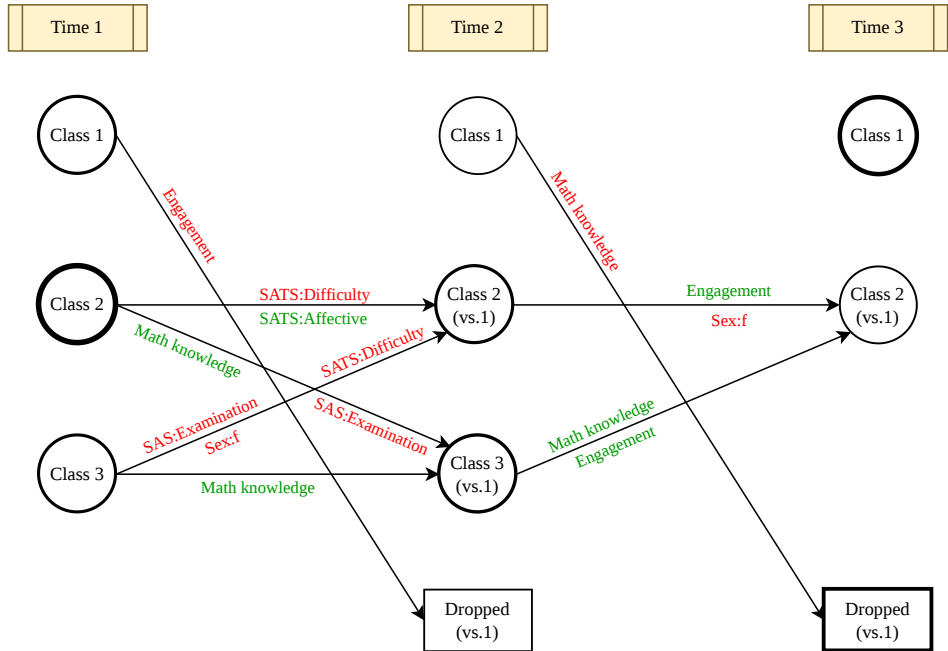 Time 1
Time 2
Time 3
Class 1
Class 1
Class 1
Engagement
Math knowledge
Class 2
SATS:Difficulty
SATS:Affective
Class 2
(vs.1)
Engagement
Sex:f
Class 2
(vs.1)
Math knowledge
SATS:Difficulty
SAS:Examination
Sex:f
SAS:Examination
Math knowledge
Engagement
Class 3
Math knowledge
Class 3
(vs.1)
Dropped
(vs.1)
Dropped
(vs.1)